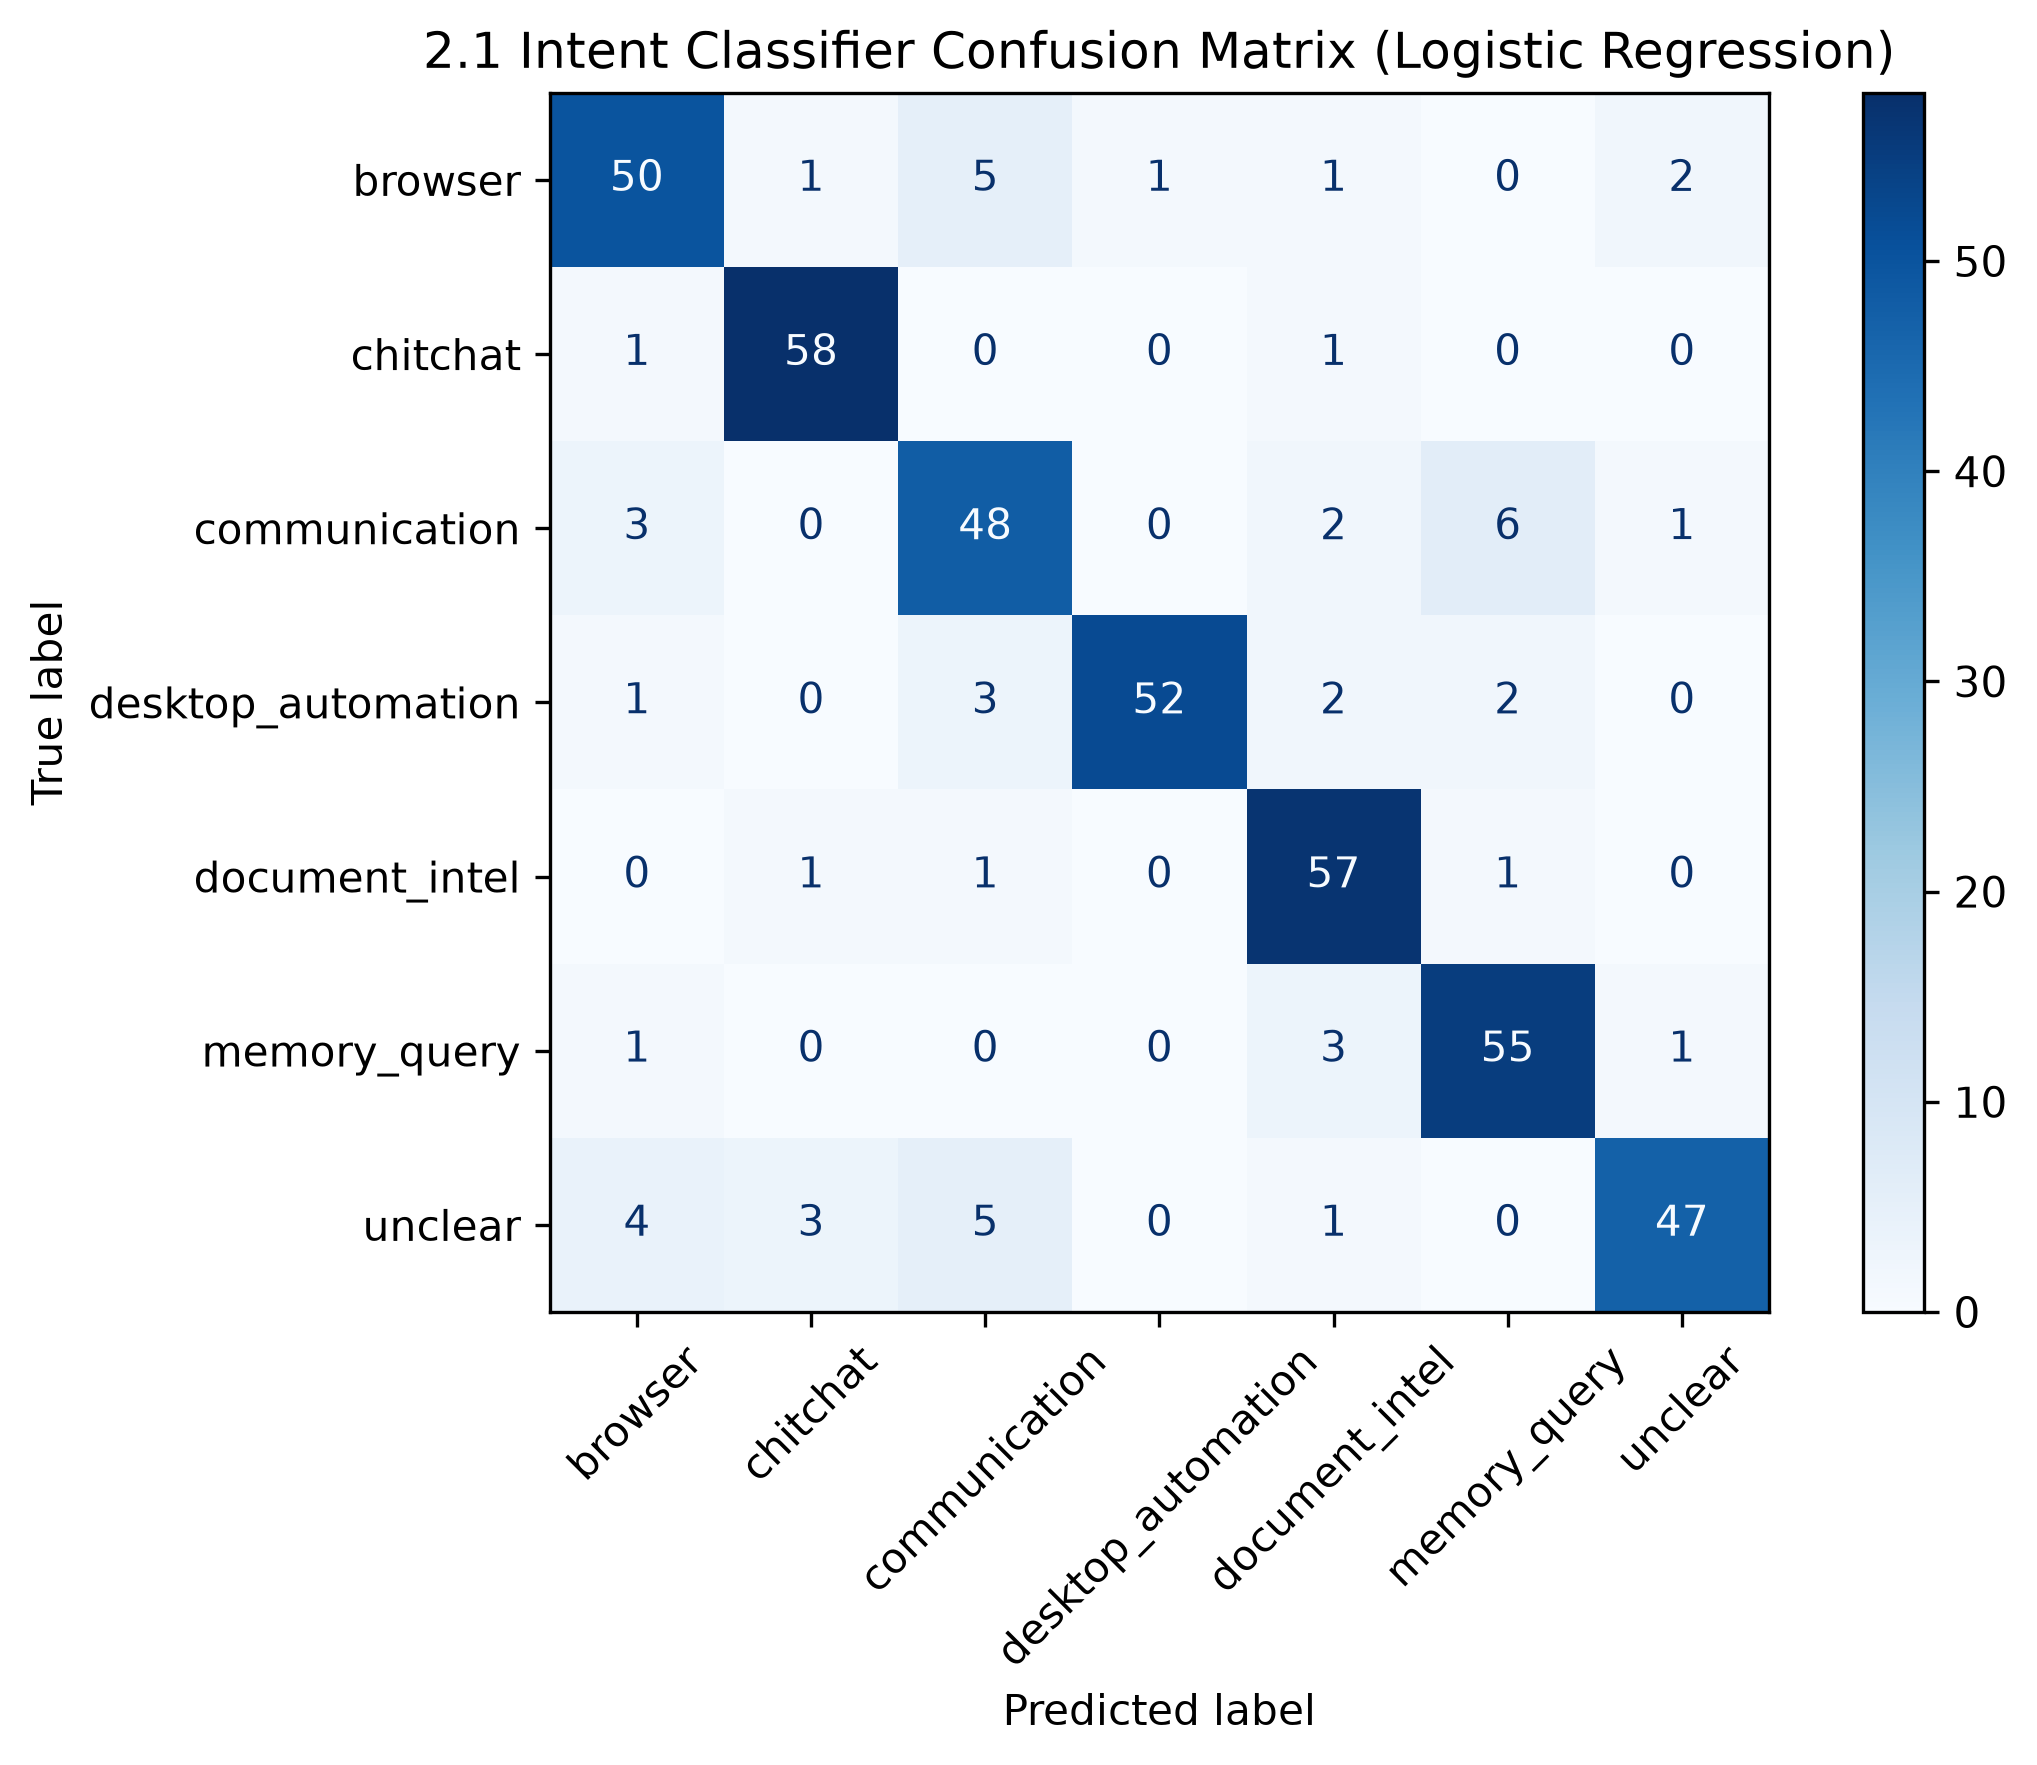 2.1 Intent Classifier Confusion Matrix (Logistic Regression)
browser 50 1 5 1 1 0 2
chitchat 1 58 0 0 1 0 0
communication 3 0 48 0 2 6 1
desktop_automation 1 0 3 52 2 2 0
document_intel 0 1 1 0 57 1 0
memory_query 1 0 0 0 3 55 1
unclear 4 3 5 0 1 0 47
True label
browser chitchat communication desktop_automation document_intel memory_query unclear
Predicted label
50
40
30
20
10
0